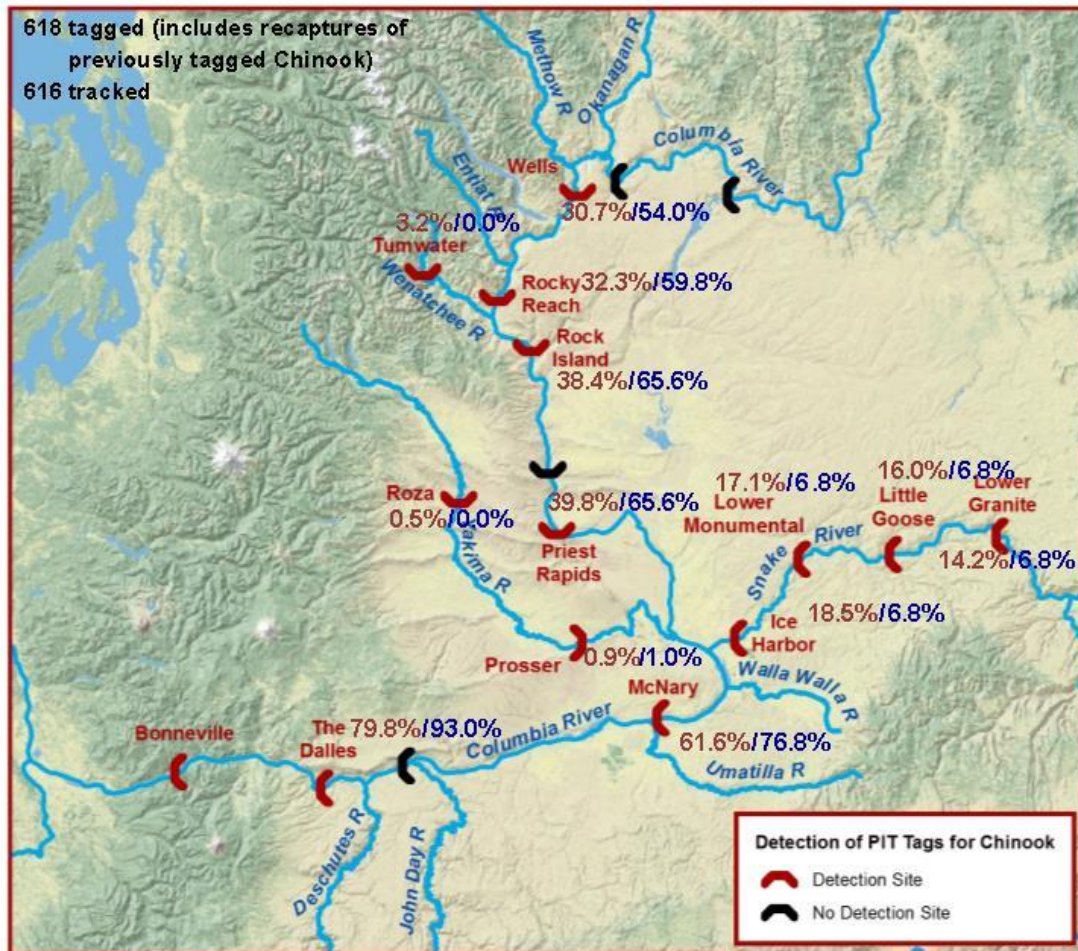 618 tagged (includes recaptures of
previously tagged Chinook)
616 tracked
Methow R
Okanagan R
Columbia River
Entiat R
Wells
30.7%/54.0%
3.2%/0.0%
Tumwater
Wenatchee R
Rocky
Reach
32.3%/59.8%
Rock
Island
38.4%/65.6%
Roza
0.5%/0.0%
Yakima R
39.8%/65.6%
Priest
Rapids
17.1%/6.8%
Lower
Monumental
16.0%/6.8%
Little
Goose
Lower
Granite
14.2%/6.8%
Snake River
18.5%/6.8%
Ice
Harbor
Prosser
0.9%/1.0%
Walla Walla R
McNary
61.6%/76.8%
Umatilla R
Columbia River
Bonneville
The
Dalles
79.8%/93.0%
Deschutes R
John Day R
Detection of PIT Tags for Chinook
Detection Site
No Detection Site